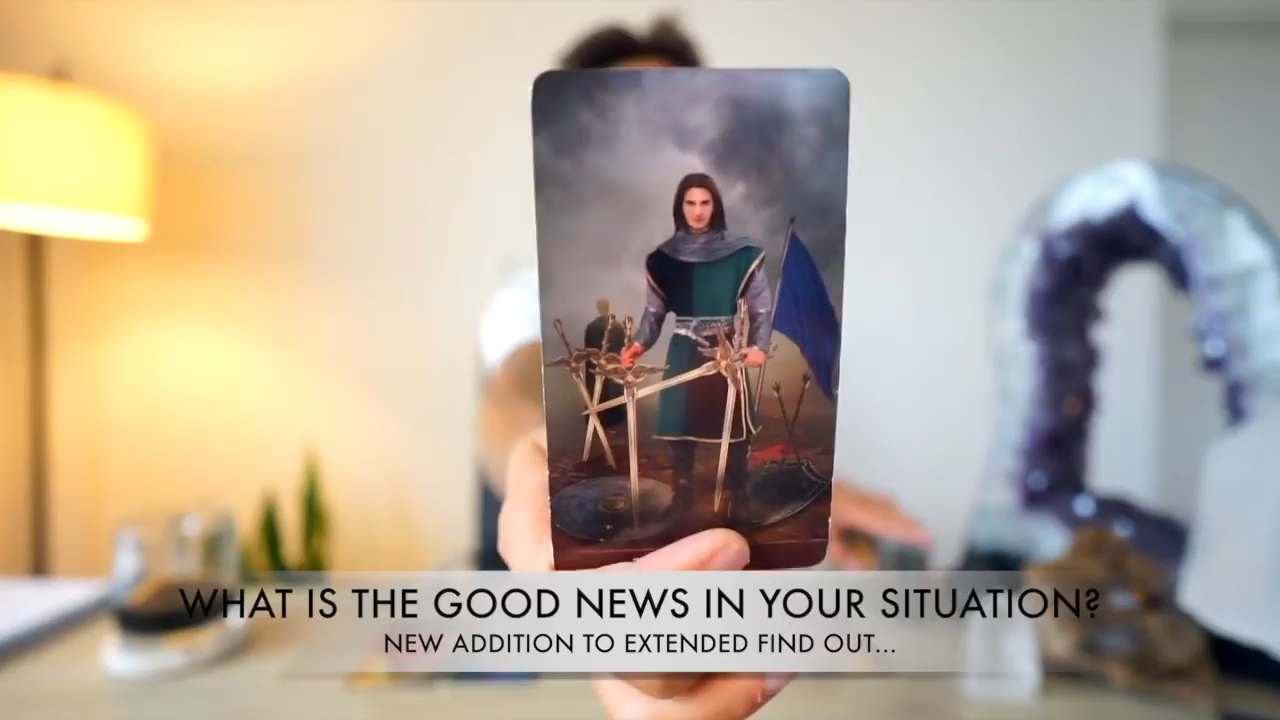 WHAT IS THE GOOD NEWS IN YOUR SITUATION?
NEW ADDITION TO EXTENDED FIND OUT...